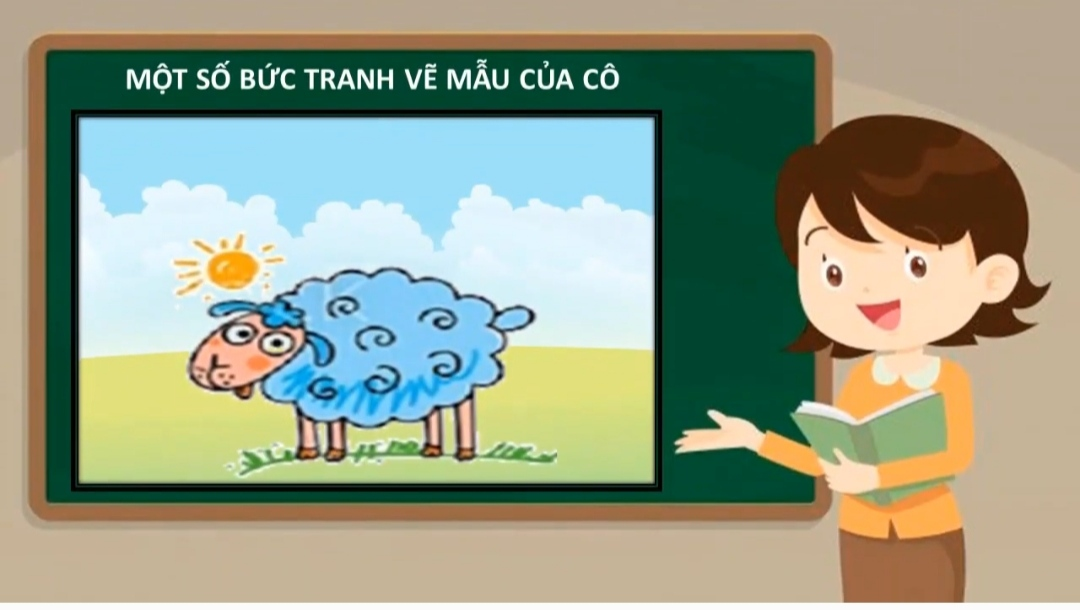 MỘT SỐ BỨC TRANH VẼ MẪU CỦA CÔ